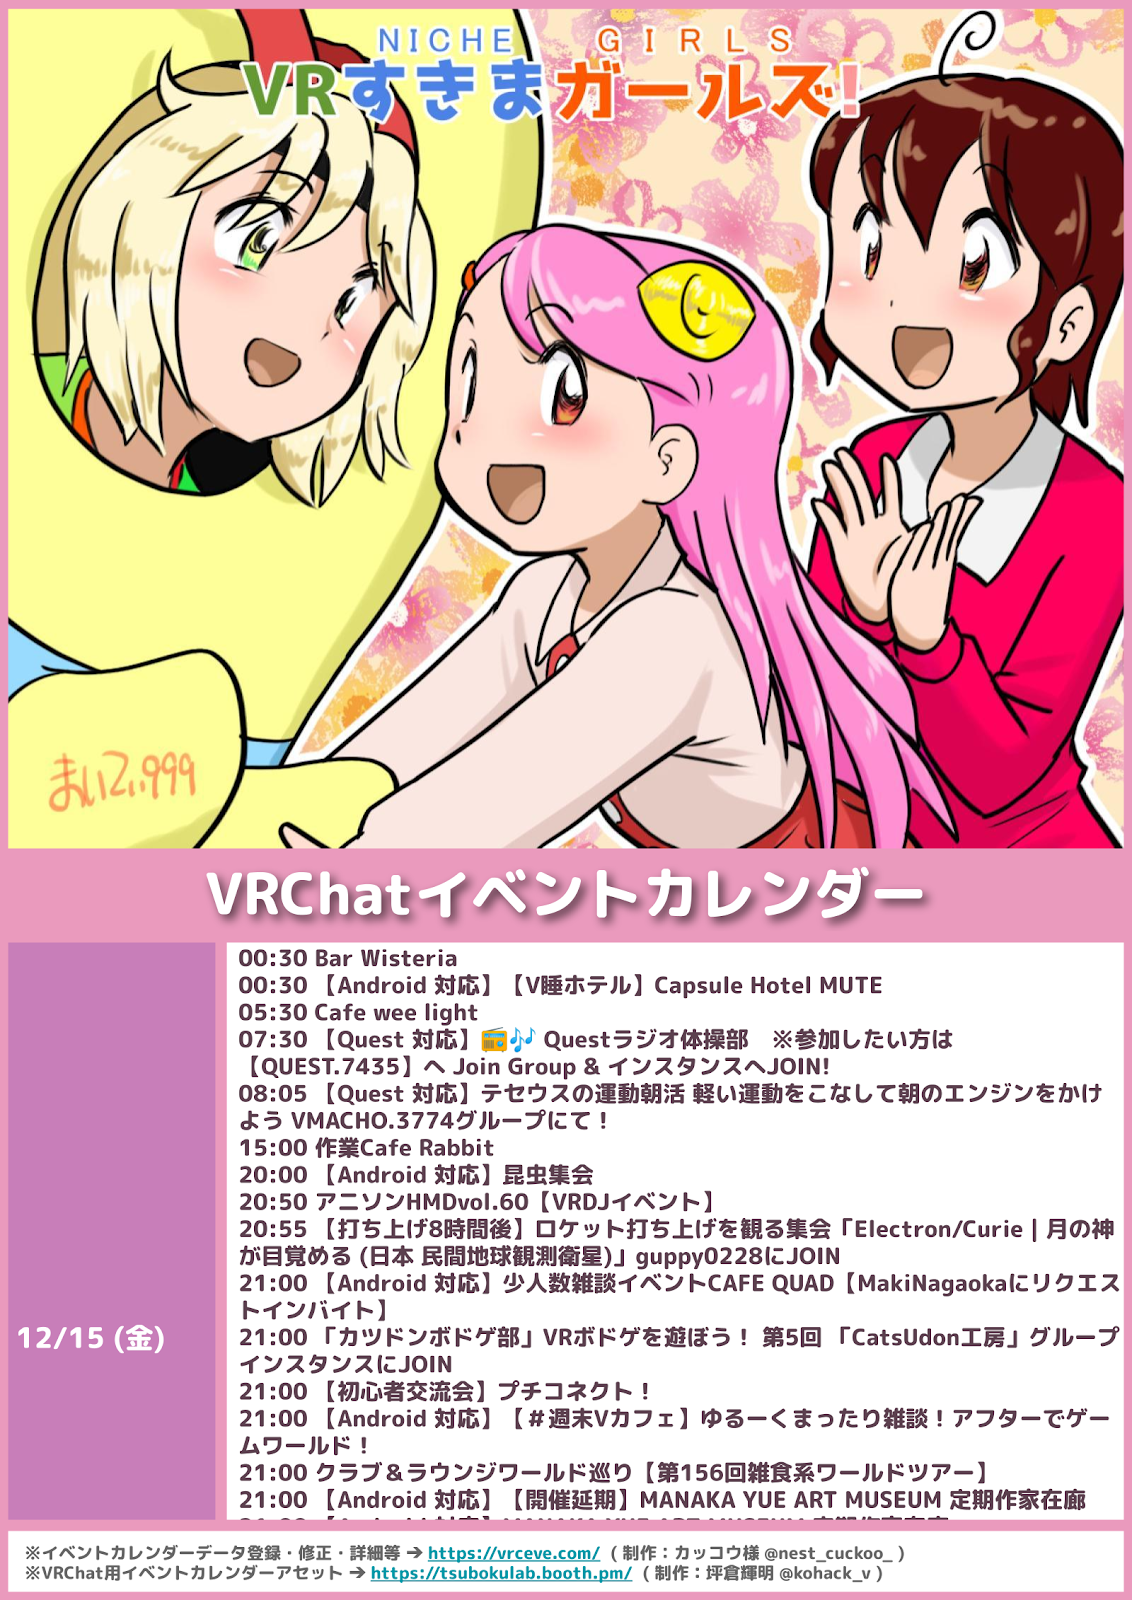 NICHE GIRLS
VRすきまガールズ!
まいてい999
VRChatイベントカレンダー
12/15 (金)
00:30 Bar Wisteria
00:30 【Android 対応】【V睡ホテル】Capsule Hotel MUTE
05:30 Cafe wee light
07:30 【Quest 対応】📻🎶 Questラジオ体操部　※参加したい方は
【QUEST.7435】へ Join Group & インスタンスへJOIN!
08:05 【Quest 対応】テセウスの運動朝活 軽い運動をこなして朝のエンジンをかけ
よう VMACHO.3774グループにて！
15:00 作業Cafe Rabbit
20:00 【Android 対応】昆虫集会
20:50 アニソンHMDvol.60【VRDJイベント】
20:55 【打ち上げ8時間後】ロケット打ち上げを観る集会「Electron/Curie | 月の神
が目覚める (日本 民間地球観測衛星)」guppy0228にJOIN
21:00 【Android 対応】少人数雑談イベントCAFE QUAD【MakiNagaokaにリクエス
トインバイト】
21:00 「カツドンボドゲ部」VRボドゲを遊ぼう！ 第5回 「CatsUdon工房」グループ
インスタンスにJOIN
21:00 【初心者交流会】プチコネクト！
21:00 【Android 対応】【＃週末Vカフェ】ゆるーくまったり雑談！アフターでゲー
ムワールド！
21:00 クラブ＆ラウンジワールド巡り【第156回雑食系ワールドツアー】
21:00 【Android 対応】【開催延期】MANAKA YUE ART MUSEUM 定期作家在廊
※イベントカレンダーデータ登録・修正・詳細等 ➔ https://vrceve.com/ ( 制作：カッコウ様 @nest_cuckoo_ )
※VRChat用イベントカレンダーアセット ➔ https://tsubokulab.booth.pm/ ( 制作：坪倉輝明 @kohack_v )